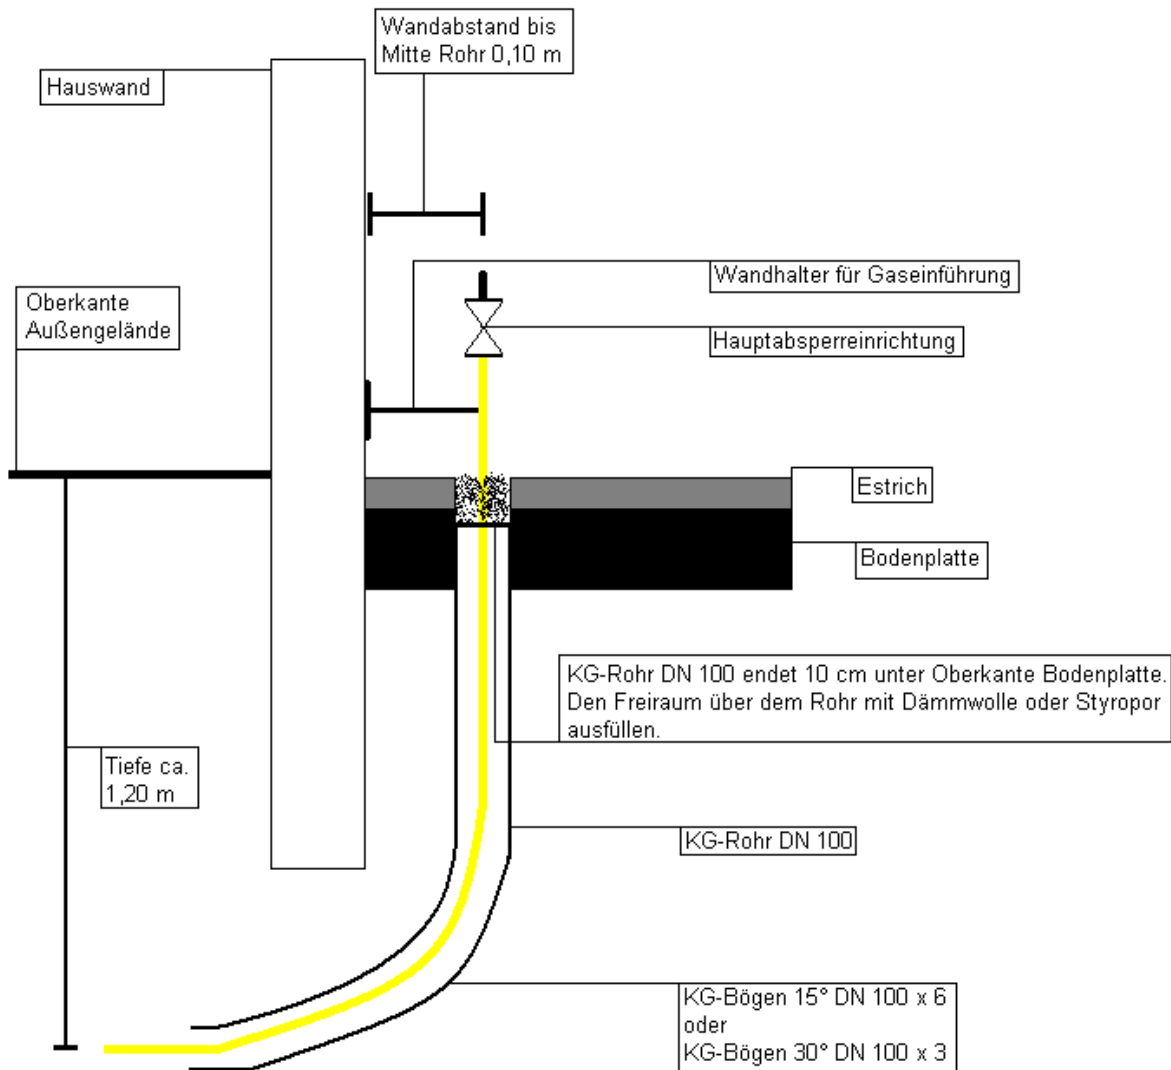 Wandabstand bis
Mitte Rohr 0,10 m
Hauswand
Wandhalter für Gaseinführung
Oberkante
Außengelände
Hauptabsperreinrichtung
Estrich
Bodenplatte
KG-Rohr DN 100 endet 10 cm unter Oberkante Bodenplatte.
Den Freiraum über dem Rohr mit Dämmwolle oder Styropor
ausfüllen.
Tiefe ca.
1,20 m
KG-Rohr DN 100
KG-Bögen 15° DN 100 x 6
oder
KG-Bögen 30° DN 100 x 3